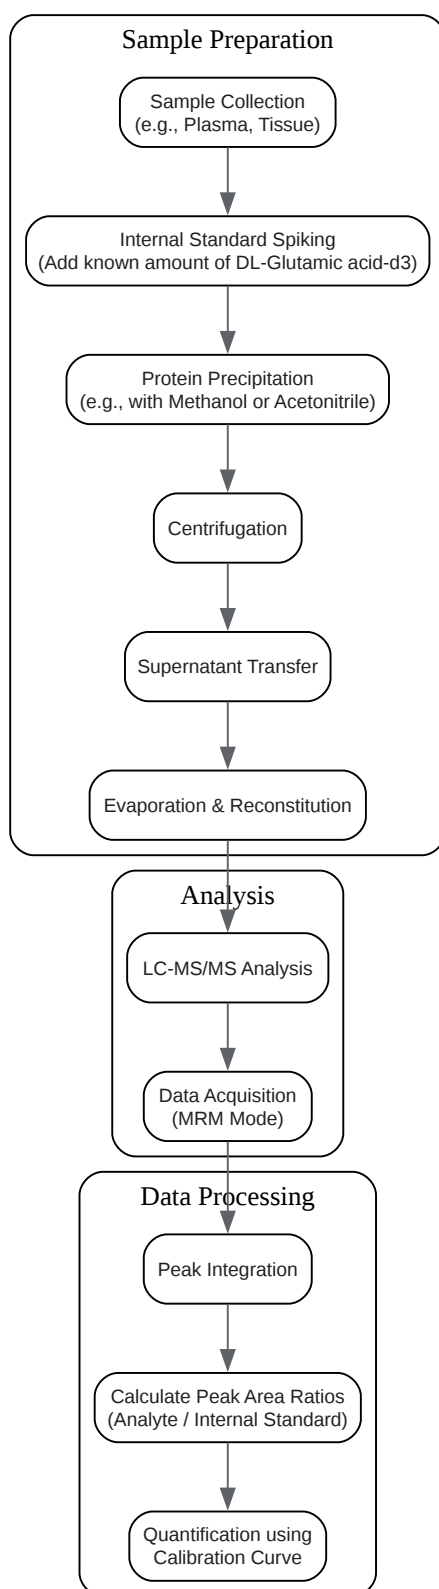 Sample Preparation
Sample Collection
(e.g., Plasma, Tissue)
Internal Standard Spiking
(Add known amount of DL-Glutamic acid-d3)
Protein Precipitation
(e.g., with Methanol or Acetonitrile)
Centrifugation
Supernatant Transfer
Evaporation & Reconstitution
Analysis
LC-MS/MS Analysis
Data Acquisition
(MRM Mode)
Data Processing
Peak Integration
Calculate Peak Area Ratios
(Analyte / Internal Standard)
Quantification using
Calibration Curve